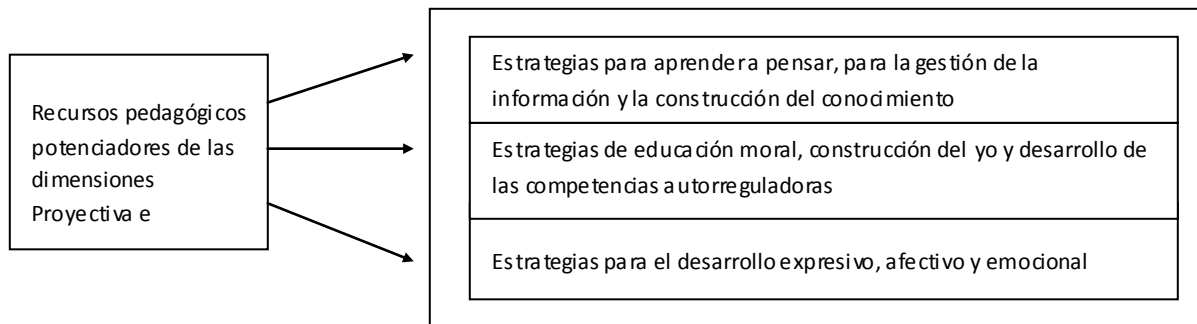 Recursos pedagógicos
potenciadores de las
dimensiones
Proyectiva e
Estrategias para aprender a pensar, para la gestión de la
información y la construcción del conocimiento
Estrategias de educación moral, construcción del yo y desarrollo de
las competencias autorreguladoras
Estrategias para el desarrollo expresivo, afectivo y emocional